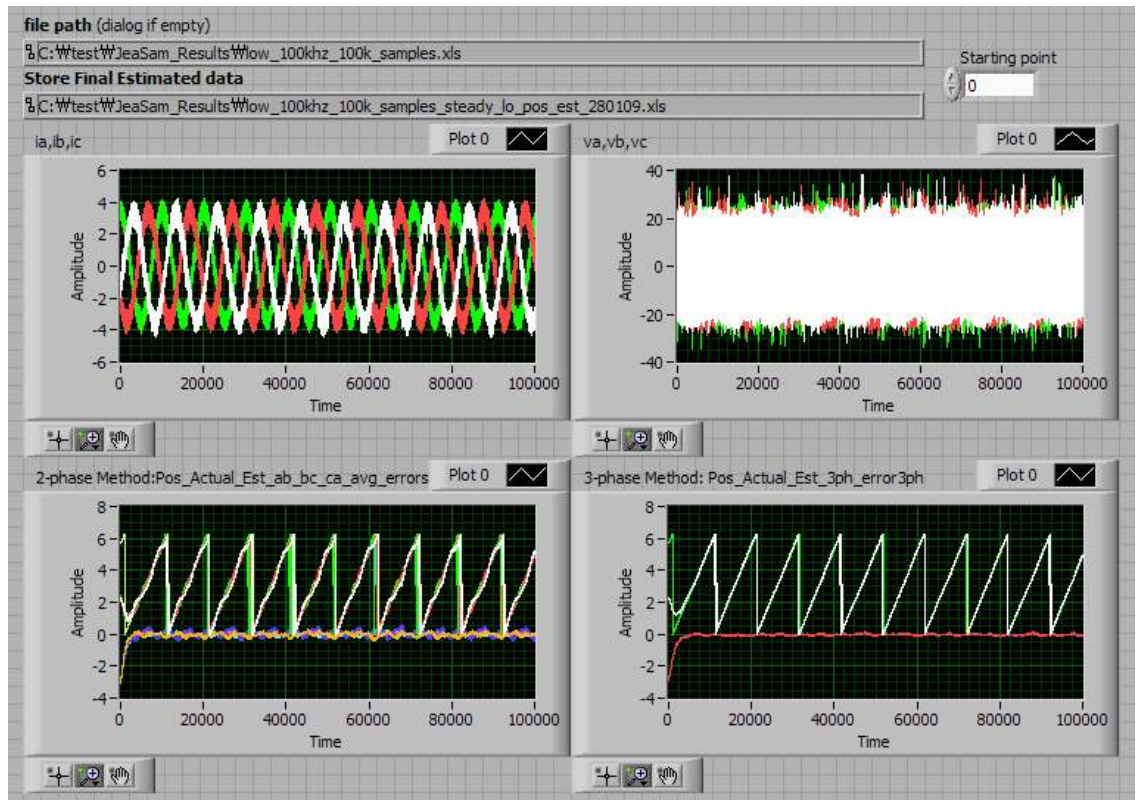 file path (dialog if empty)
C:₩test₩JeaSam_Results₩low_100khz_100k_samples.xls
Starting point
0
Store Final Estimated data
C:₩test₩JeaSam_Results₩low_100khz_100k_samples_steady_lo_pos_est_280109.xls
ia,ib,ic
Plot 0
6
4
2
0
-2
-4
-6
Amplitude
0 20000 40000 60000 80000 100000
Time
va,vb,vc
Plot 0
40
20
0
-20
-40
Amplitude
0 20000 40000 60000 80000 100000
Time
2-phase Method:Pos_Actual_Est_ab_bc_ca_avg_errors
Plot 0
8
6
4
2
0
-2
-4
Amplitude
0 20000 40000 60000 80000 100000
Time
3-phase Method: Pos_Actual_Est_3ph_error3ph
Plot 0
8
6
4
2
0
-2
-4
Amplitude
0 20000 40000 60000 80000 100000
Time